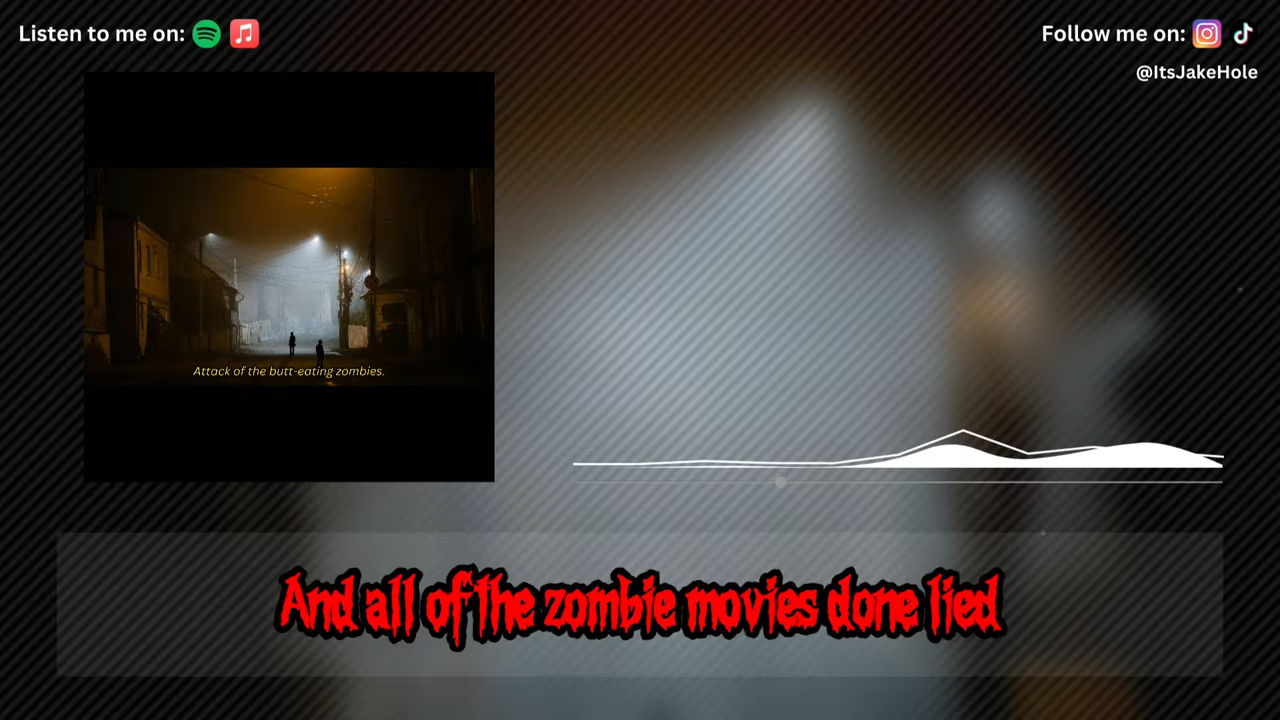 Listen to me on:
Follow me on:
@ItsJakeHole
Attack of the butt-eating zombies.
And all of the zombie movies done lied